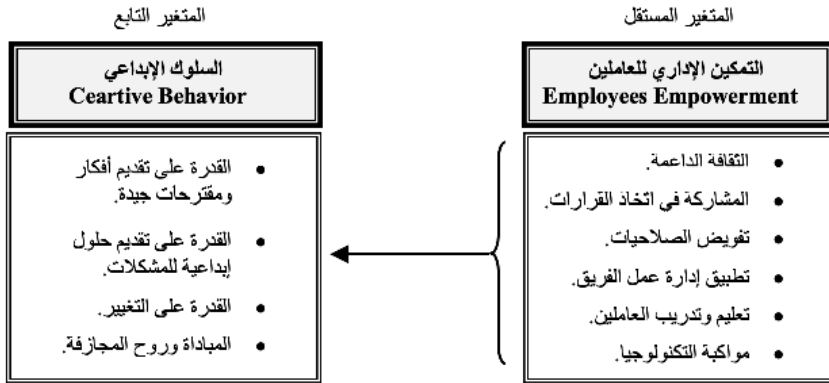 المتغير المستقل
التمكين الإداري للعاملين
Employees Empowerment
• الثقافة الداعمة.
• المشاركة في اتخاذ القرارات.
• تفويض الصلاحيات.
• تطبيق إدارة عمل الفريق.
• تعليم وتدريب العاملين.
• مواكبة التكنولوجيا.
المتغير التابع
السلوك الإبداعي
Ceartive Behavior
• القدرة على تقديم أفكار
ومقترحات جيدة.
• القدرة على تقديم حلول
إبداعية للمشكلات.
• القدرة على التغيير.
• المباداة وروح المجازفة.